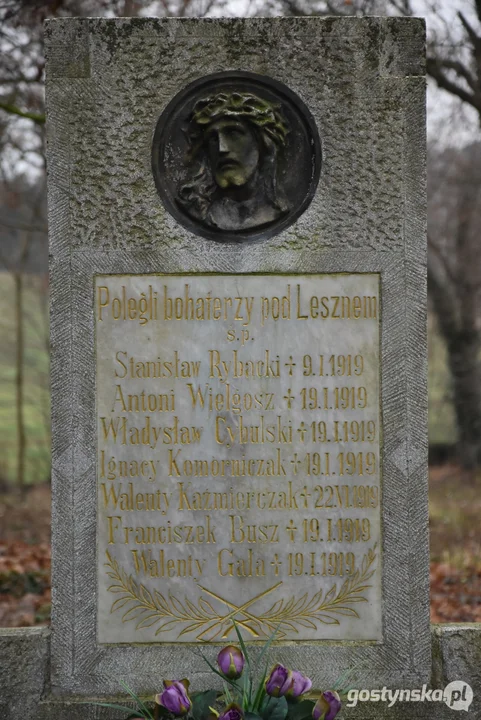 Polegli bohaterzy pod Lesznem
ś.p.
Stanisław Rybacki + 9.I.1919
Antoni Wielgosz + 19.I.1919
Władysław Cybulski + 19.I.1919
Ignacy Komorniczak + 19.I.1919
Walenty Kaźmierczak + 22.VI.1919
Franciszek Busz + 19.I.1919
Walenty Gala + 19.I.1919
gostynska.pl